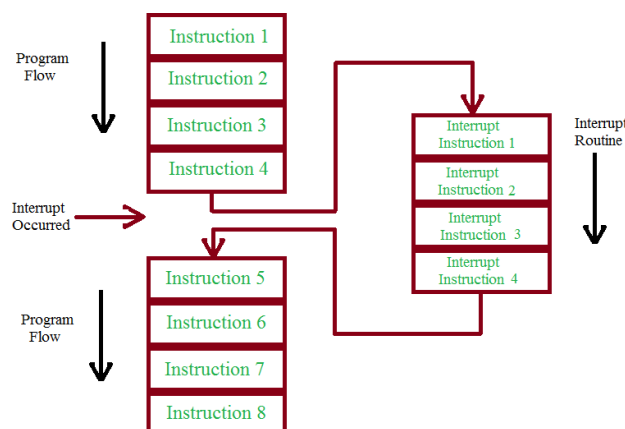 Program
Flow
Instruction 1
Instruction 2
Instruction 3
Instruction 4
Interrupt
Occurred
Interrupt
Instruction 1
Interrupt
Instruction 2
Interrupt
Instruction 3
Interrupt
Instruction 4
Interrupt
Routine
Program
Flow
Instruction 5
Instruction 6
Instruction 7
Instruction 8